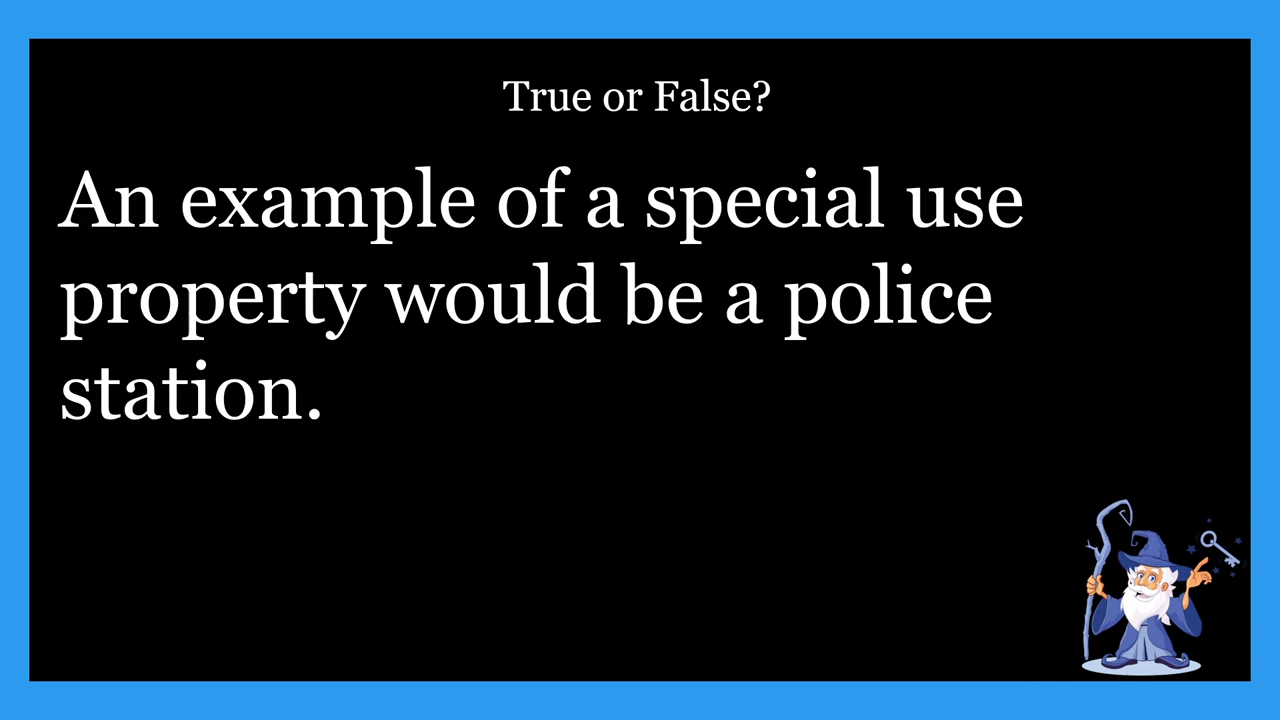 True or False?
An example of a special use
property would be a police
station.